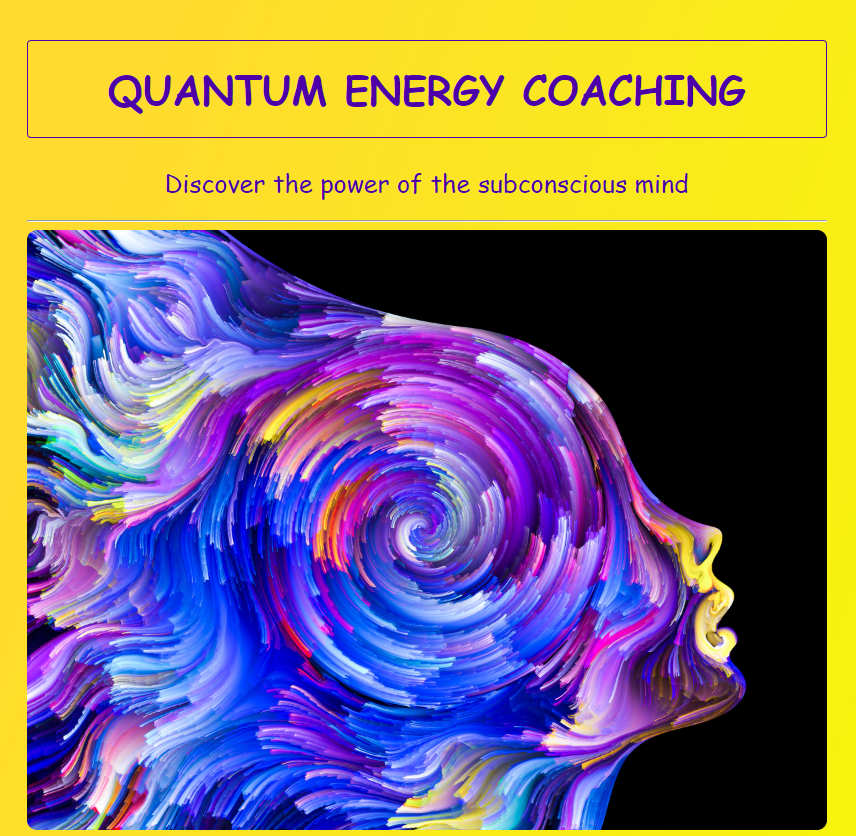 QUANTUM ENERGY COACHING
Discover the power of the subconscious mind